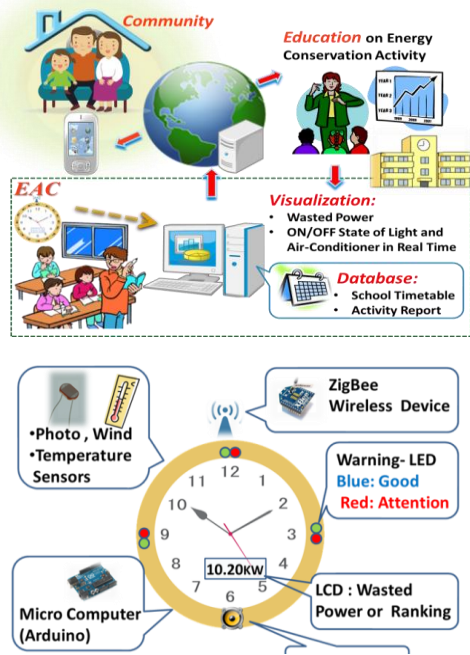 Community
Education on Energy
Conservation Activity
YEAR 1
YEAR 2
YEAR 3
EAC
Visualization:
• Wasted Power
• ON/OFF State of Light and
Air-Conditioner in Real Time
Database:
• School Timetable
• Activity Report
•Photo , Wind
•Temperature
Sensors
ZigBee
Wireless Device
Warning- LED
Blue: Good
Red: Attention
12
1
2
3
4
5
6
7
8
9
10
11
10.20KW
LCD : Wasted
Power or Ranking
Micro Computer
(Arduino)